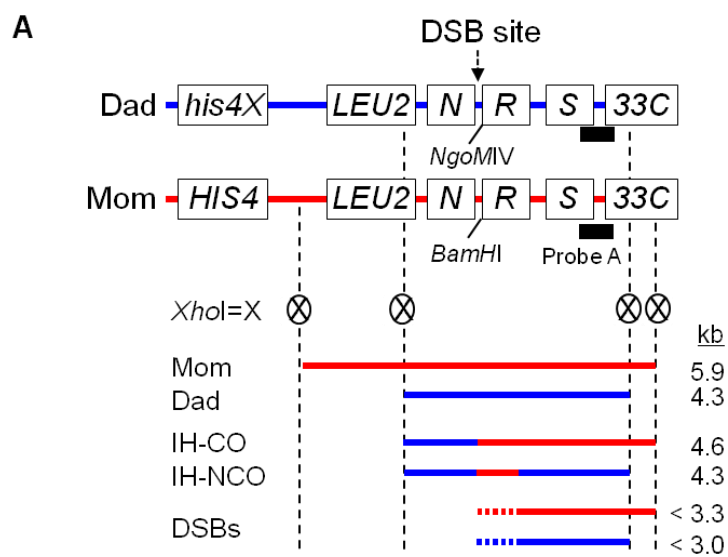 A
DSB site
Dad his4X LEU2 N R S 33C
NgoMIV
Mom HIS4 LEU2 N R S 33C
BamHI Probe A
XhoI=X X X X X
kb
Mom 5.9
Dad 4.3
IH-CO 4.6
IH-NCO 4.3
DSBs
< 3.3
< 3.0